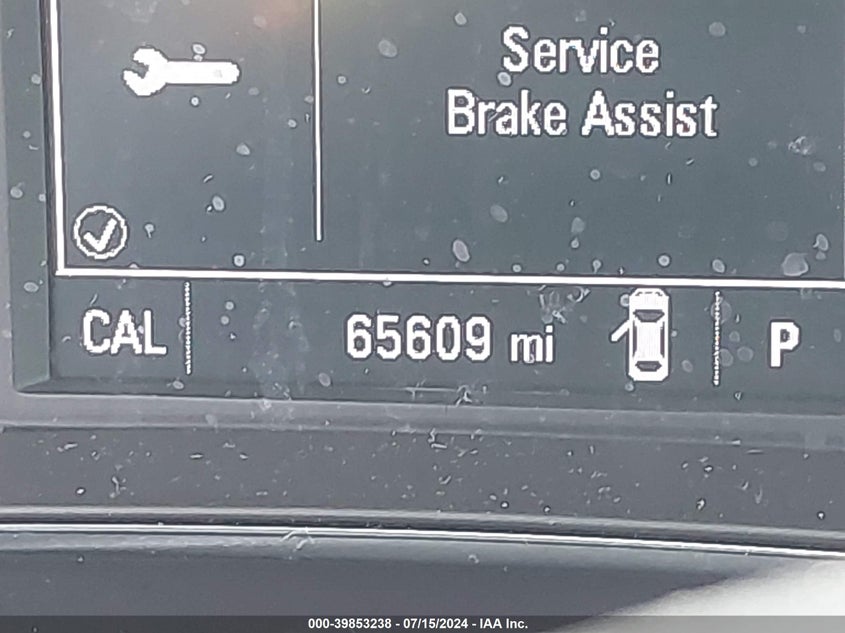 Service
Brake Assist
CAL
65609 mi
P
000-39853238 - 07/15/2024 - IAA Inc.